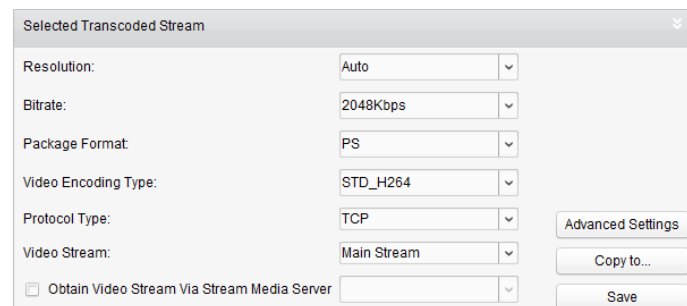 Selected Transcoded Stream
Resolution: Auto
Bitrate: 2048Kbps
Package Format: PS
Video Encoding Type: STD_H264
Protocol Type: TCP
Advanced Settings
Video Stream: Main Stream
Copy to...
Obtain Video Stream Via Stream Media Server
Save